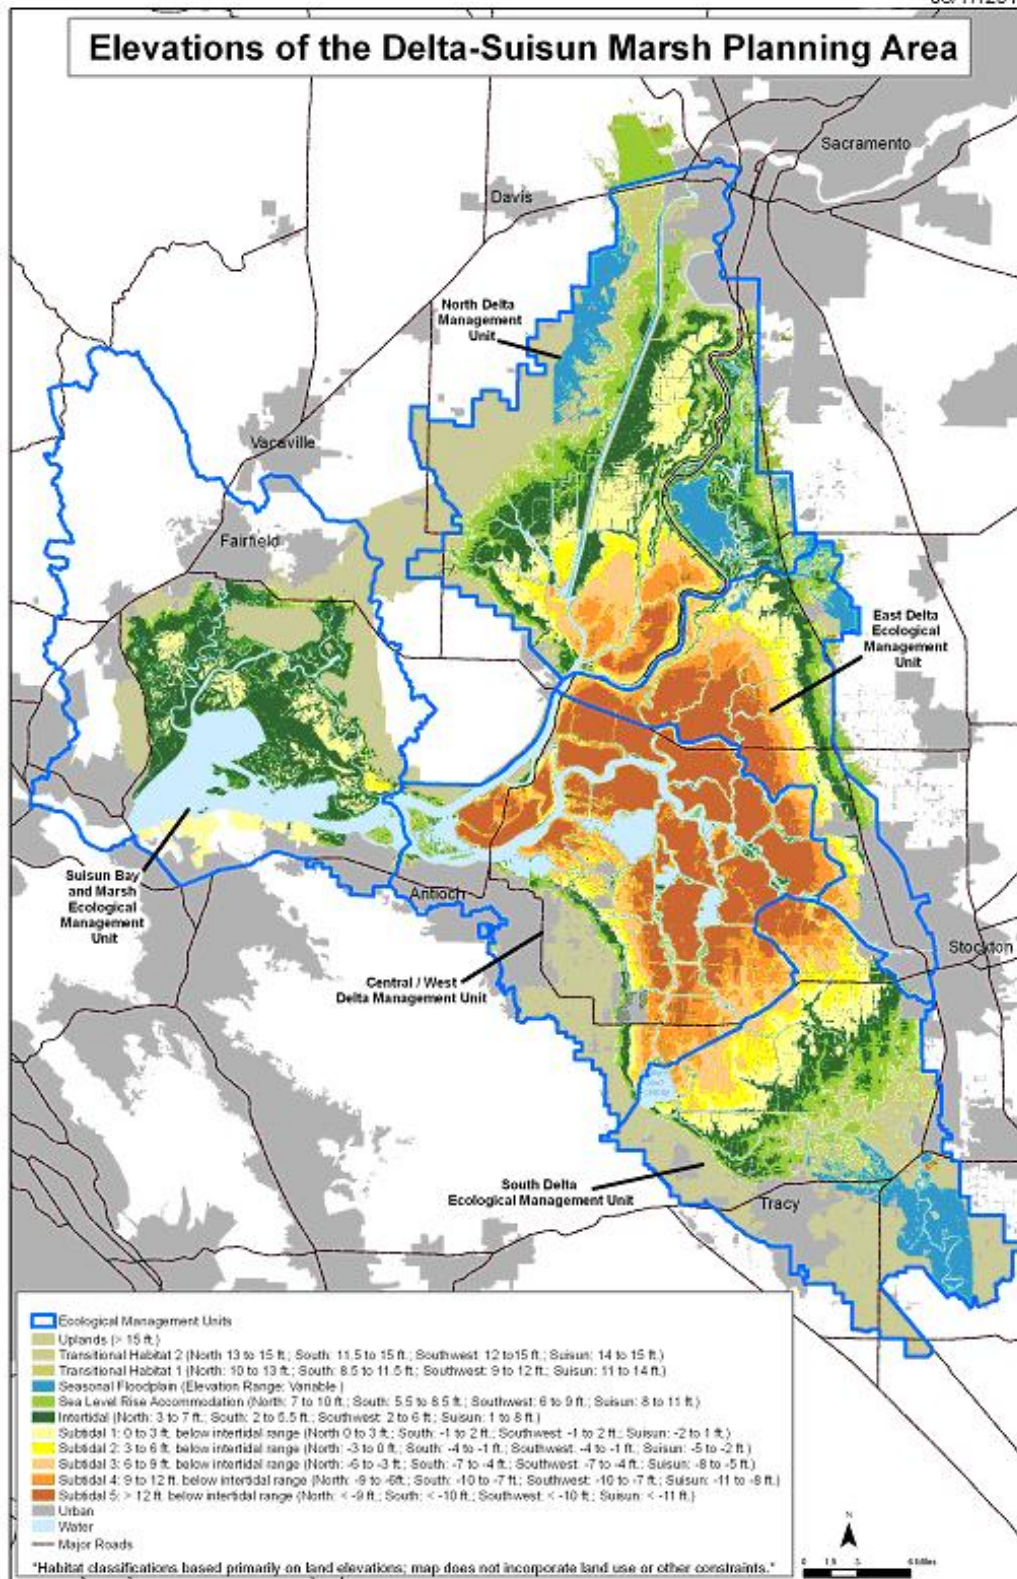 Elevations of the Delta-Suisun Marsh Planning Area
Sacramento
Davis
North Delta
Management
Unit
Vacaville
Fairfield
East Delta
Ecological
Management
Unit
Suisun Bay
and Marsh
Ecological
Management
Unit
Antioch
Stockton
Central / West
Delta Management Unit
South Delta
Ecological Management Unit
Tracy
Ecological Management Units
Uplands (> 15 ft.)
Transitional Habitat 2 (North 13 to 15 ft.; South: 11.5 to 15 ft.; Southwest: 12 to15 ft.; Suisun: 14 to 15 ft.)
Transitional Habitat 1 (North: 10 to 13 ft.; South: 8.5 to 11.5 ft.; Southwest: 9 to 12 ft.; Suisun: 11 to 14 ft.)
Seasonal Floodplain (Elevation Range: Variable )
Sea Level Rise Accommodation (North: 7 to 10 ft.; South: 5.5 to 8.5 ft.; Southwest: 6 to 9 ft.; Suisun: 8 to 11 ft.)
Intertidal (North: 3 to 7 ft.; South: 2 to 5.5 ft.; Southwest: 2 to 6 ft.; Suisun: 1 to 8 ft.)
Subtidal 1: 0 to 3 ft. below intertidal range (North 0 to 3 ft.; South: -1 to 2 ft.; Southwest: -1 to 2 ft.; Suisun: -2 to 1 ft.)
Subtidal 2: 3 to 6 ft. below intertidal range (North: -3 to 0 ft.; South: -4 to -1 ft.; Southwest: -4 to -1 ft.; Suisun: -5 to -2 ft.)
Subtidal 3: 6 to 9 ft. below intertidal range (North: -6 to -3 ft.; South: -7 to -4 ft.; Southwest: -7 to -4 ft.; Suisun: -8 to -5 ft.)
Subtidal 4: 9 to 12 ft. below intertidal range (North: -9 to -6ft.; South: -10 to -7 ft.; Southwest: -10 to -7 ft.; Suisun: -11 to -8 ft.)
Subtidal 5: > 12 ft. below intertidal range (North: < -9 ft.; South: < -10 ft.; Southwest: < -10 ft.; Suisun: < -11 ft.)
Urban
Water
Major Roads
N
0 1.5 3 6 Miles
"Habitat classifications based primarily on land elevations; map does not incorporate land use or other constraints."